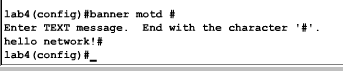 lab4(config)#banner motd #
Enter TEXT message.  End with the character '#'.
hello network!#
lab4(config)#_